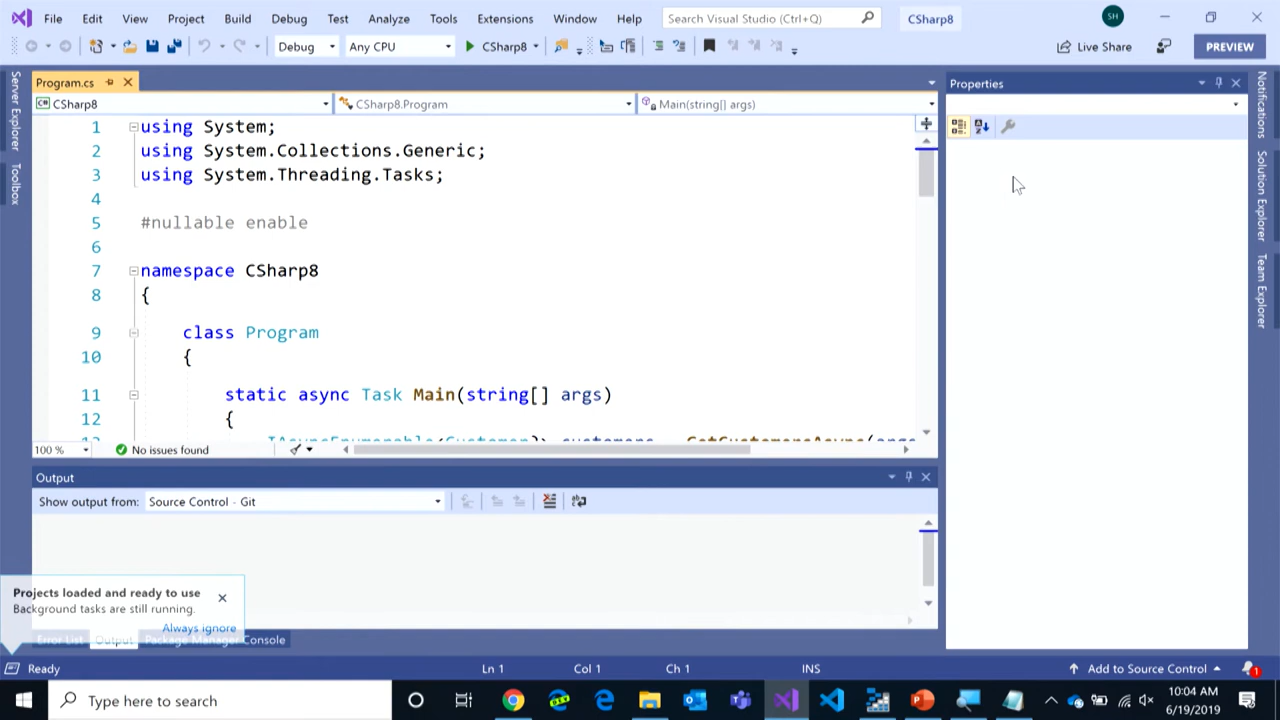 File Edit View Project Build Debug Test Analyze Tools Extensions Window Help Search Visual Studio (Ctrl+Q) CSharp8 SH
Debug Any CPU CSharp8 Live Share PREVIEW
Program.cs
CSharp8 CSharp8.Program Main(string[] args)
1 using System;
2 using System.Collections.Generic;
3 using System.Threading.Tasks;
4
5 #nullable enable
6
7 namespace CSharp8
8 {
9 class Program
10 {
11 static async Task Main(string[] args)
12 {
100 % No issues found
Output
Show output from: Source Control - Git
Projects loaded and ready to use
Background tasks are still running.
Always ignore
Error List Output Package Manager Console
Server Explorer
Toolbox
Properties
Notifications
Solution Explorer
Team Explorer
Ready Ln 1 Col 1 Ch 1 INS Add to Source Control 1
Type here to search
10:04 AM
6/19/2019